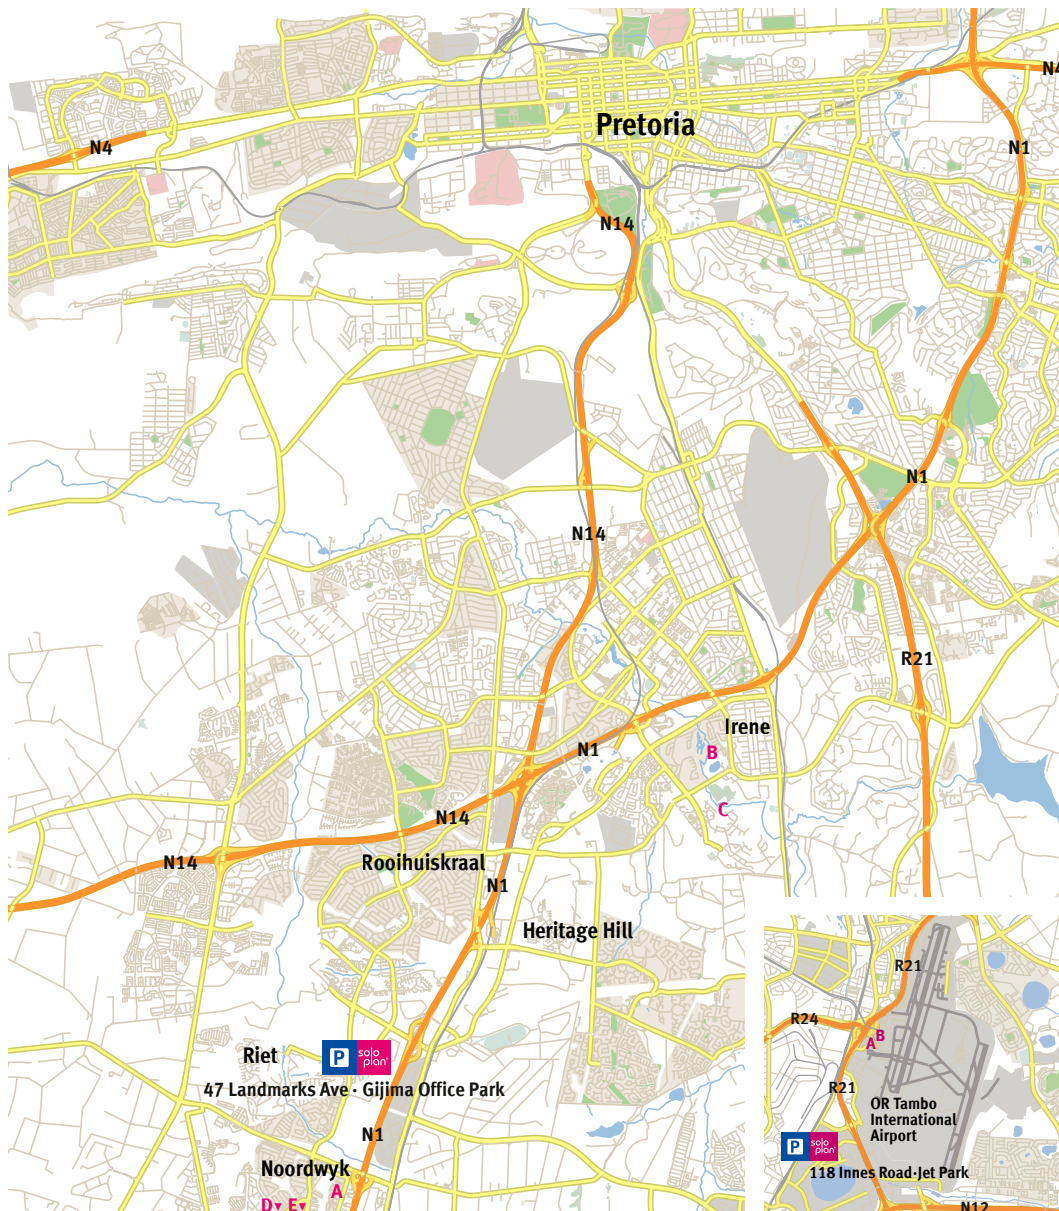 N4
Pretoria
N4
N1
N14
N1
N14
R21
Irene
N1
B
C
N14
N14
Rooihuiskraal
N1
Heritage Hill
R21
R24
A
B
Riet
P
solo
plan®
47 Landmarks Ave · Gijima Office Park
R21
OR Tambo
International
Airport
N1
P
solo
plan®
118 Innes Road·Jet Park
Noordwyk
A
D▼ E▼
N12